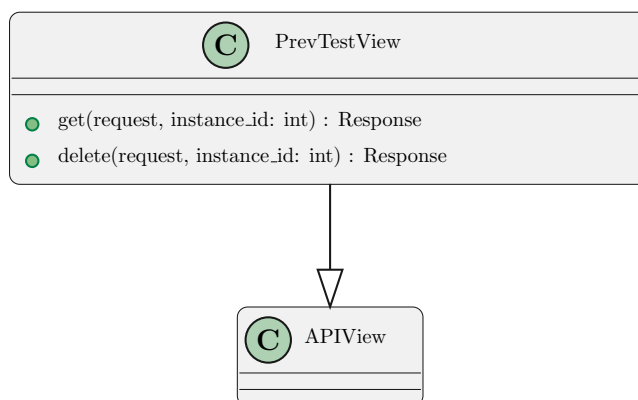 C PrevTestView
get(request, instance_id: int) : Response
delete(request, instance_id: int) : Response
C APIView